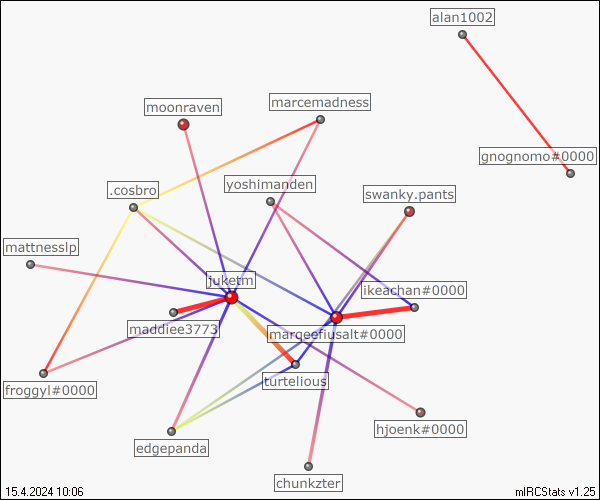 alan1002
marcemadness
moonraven
gnognomo#0000
yoshimanden
.cosbro
swanky.pants
mattnesslp
juketm
ikeachan#0000
maddiee3773
marqeefiusalt#0000
turtelious
froggyl#0000
hjoenk#0000
edgepanda
chunkzter
15.4.2024 10:06
mIRCStats v1.25